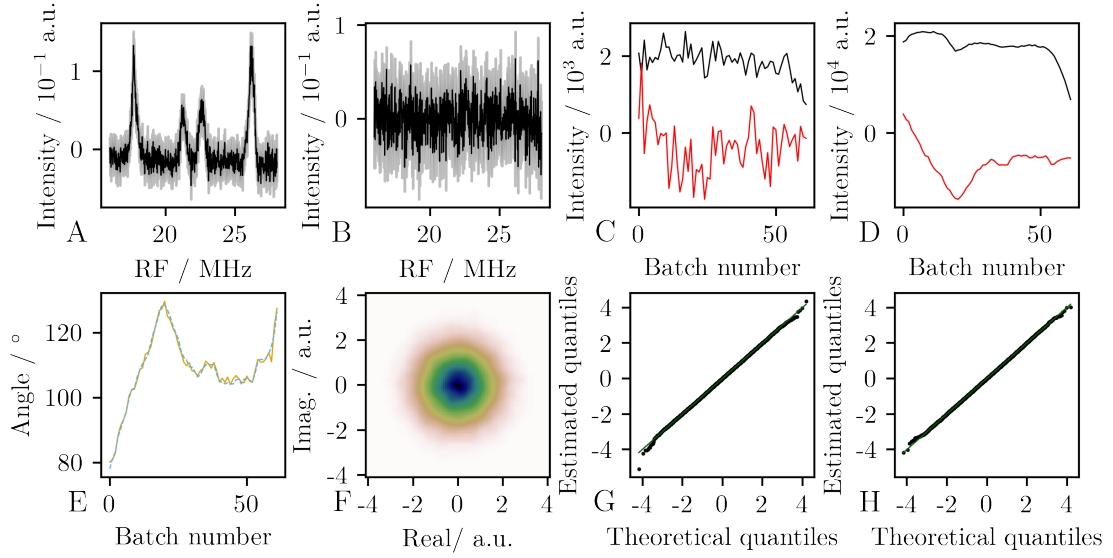 Intensity / 10⁻¹ a.u.
1
0
20
25
A
RF / MHz
Intensity / 10⁻¹ a.u.
1
0
20
25
B
RF / MHz
Intensity / 10³ a.u.
2
0
0
50
C
Batch number
Intensity / 10⁴ a.u.
2
0
0
50
D
Batch number
Angle / °
120
100
80
0
50
E
Batch number
Imag. / a.u.
4
2
0
-2
-4
-4
-2
0
2
4
F
Real/ a.u.
Estimated quantiles
4
2
0
-2
-4
-4
-2
0
2
4
G
Theoretical quantiles
Estimated quantiles
4
2
0
-2
-4
-4
-2
0
2
4
H
Theoretical quantiles